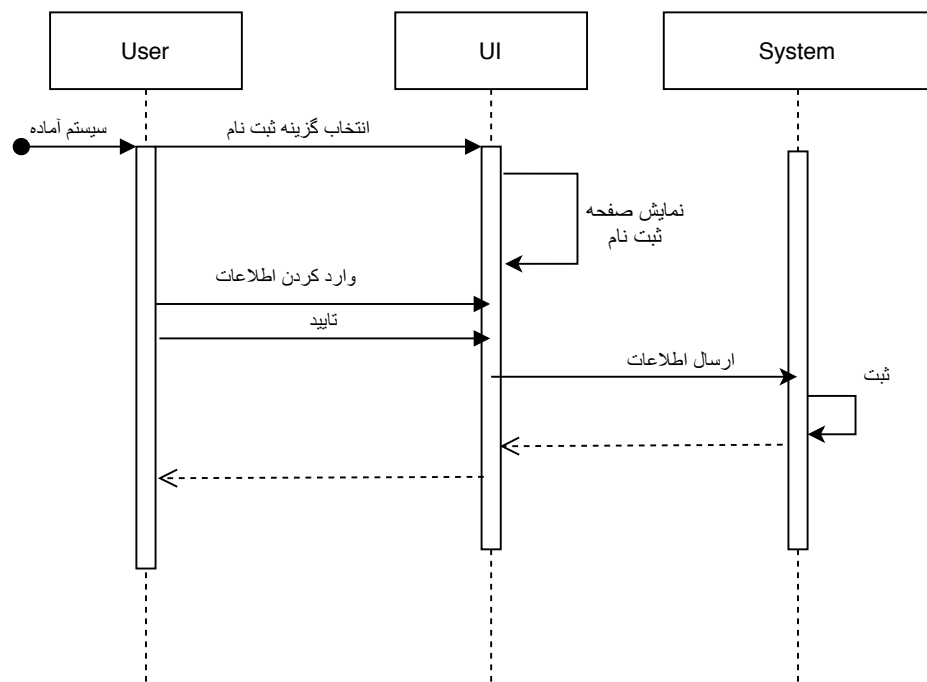 User
UI
System
سیستم آماده
انتخاب گزینه ثبت نام
نمایش صفحه
ثبت نام
وارد کردن اطلاعات
تایید
ارسال اطلاعات
ثبت